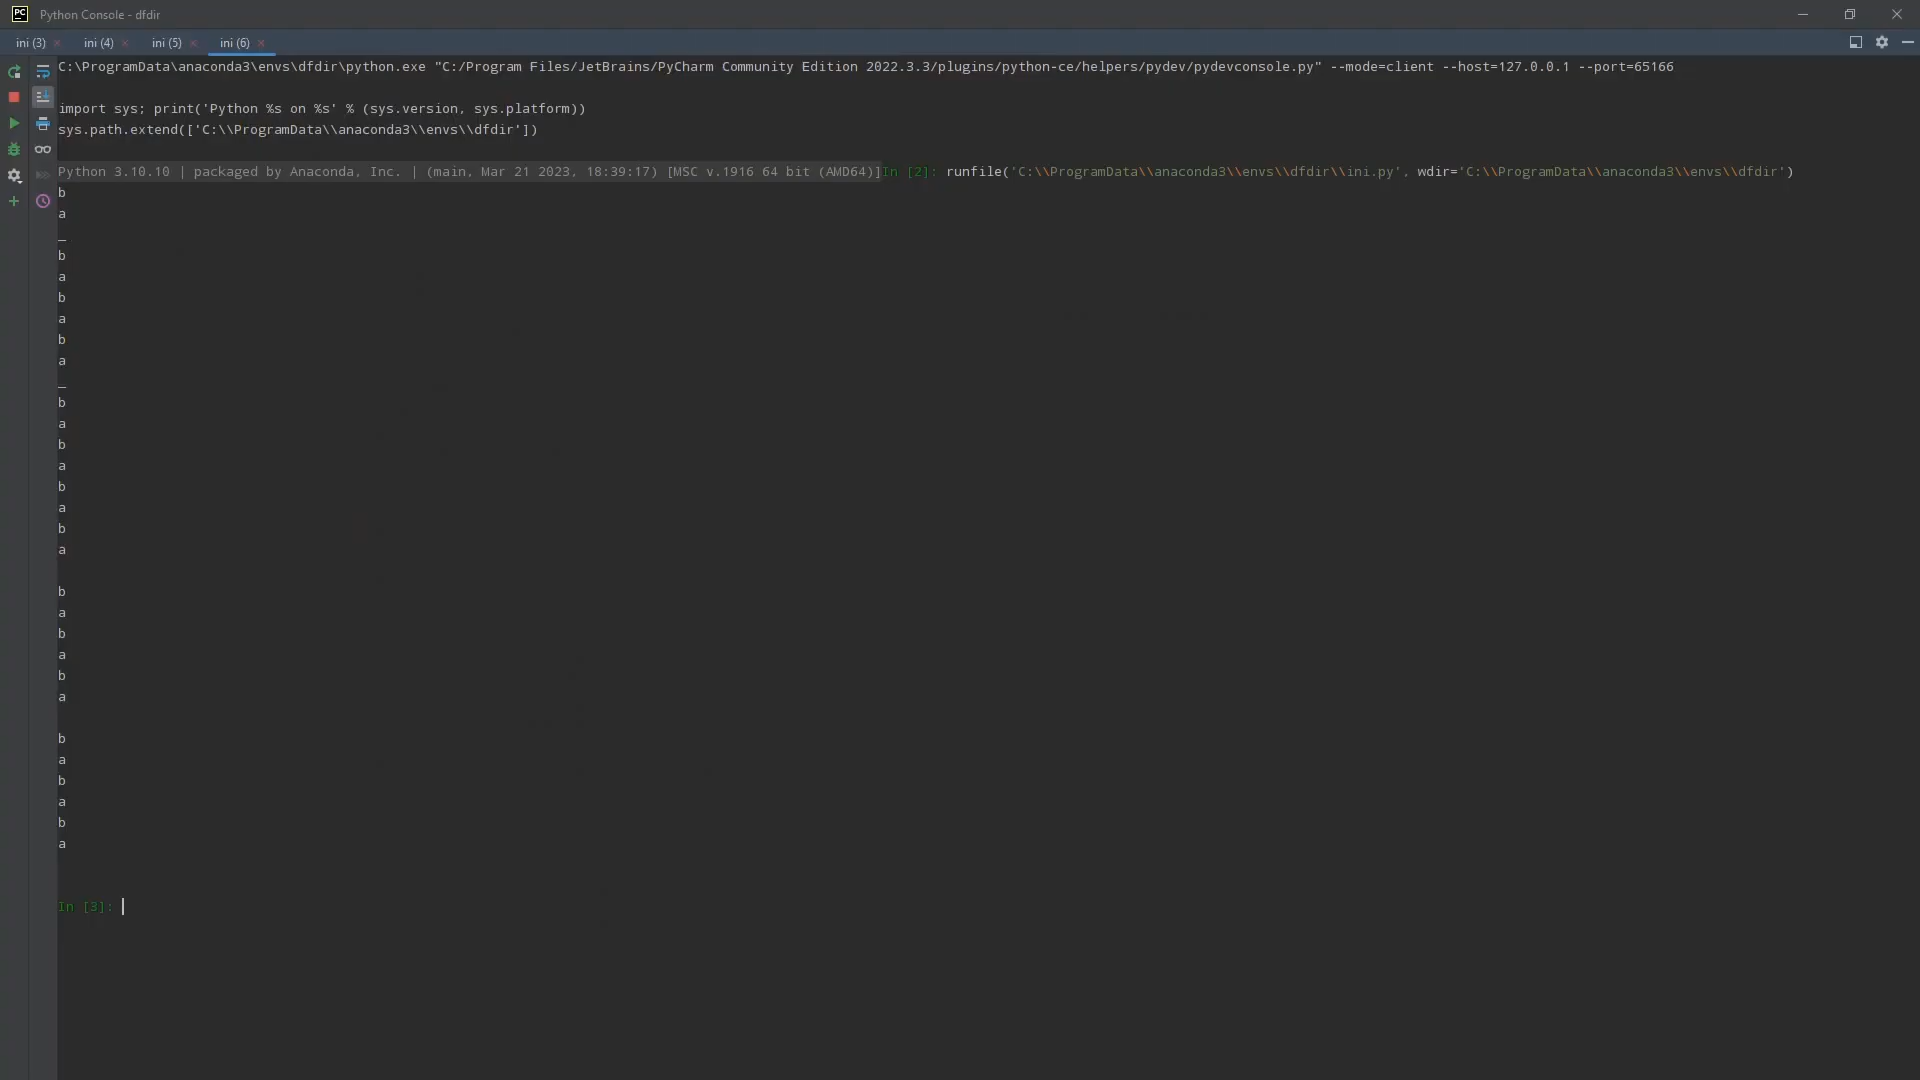 Python Console - dfdir
ini (3) ini (4) ini (5) ini (6)
C:\ProgramData\anaconda3\envs\dfdir\python.exe "C:/Program Files/JetBrains/PyCharm Community Edition 2022.3.3/plugins/python-ce/helpers/pydev/pydevconsole.py" --mode=client --host=127.0.0.1 --port=65166
import sys; print('Python %s on %s' % (sys.version, sys.platform))
sys.path.extend(['C:\\ProgramData\\anaconda3\\envs\\dfdir'])
Python 3.10.10 | packaged by Anaconda, Inc. | (main, Mar 21 2023, 18:39:17) [MSC v.1916 64 bit (AMD64)]In [2]: runfile('C:\\ProgramData\\anaconda3\\envs\\dfdir\\ini.py', wdir='C:\\ProgramData\\anaconda3\\envs\\dfdir')
b
a
_
b
a
b
a
b
a
_
b
a
b
a
b
a
b
a
b
a
b
a
b
a
b
a
b
a
b
a
In [3]: